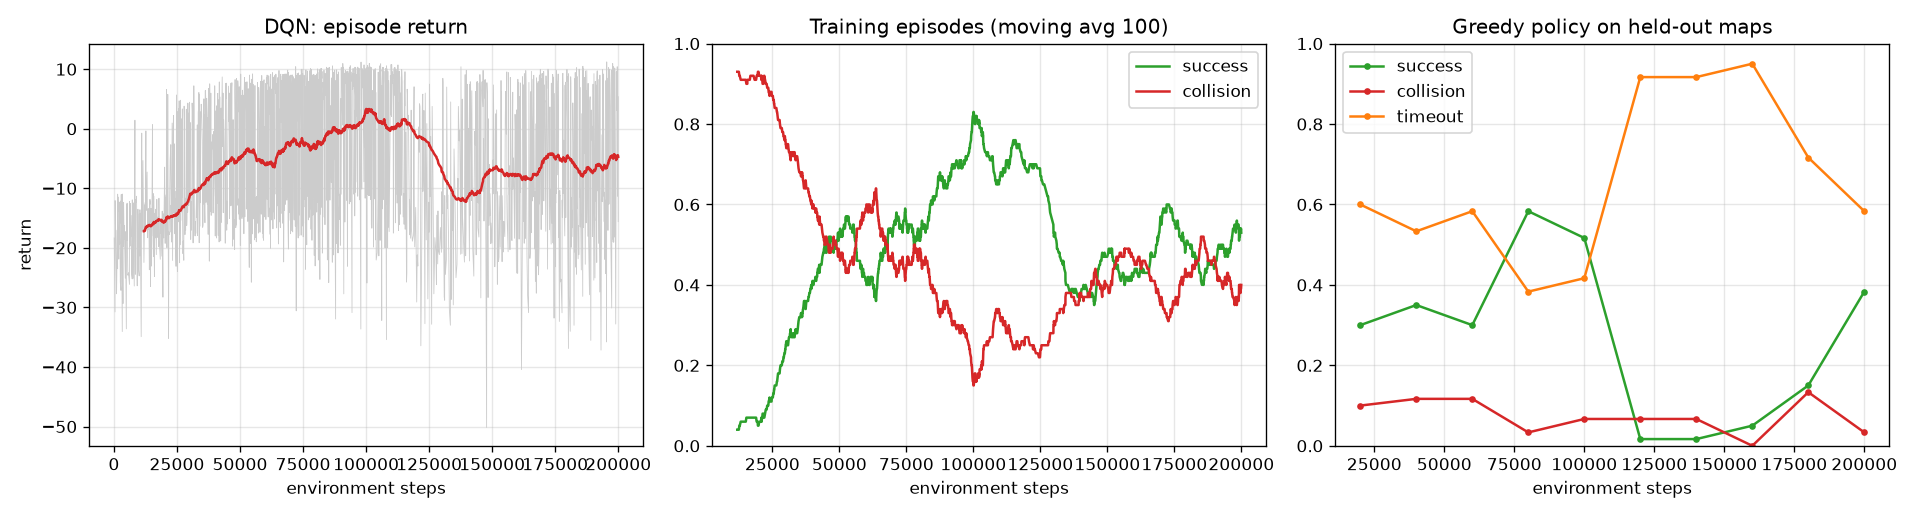 DQN: episode return
return
10
0
−10
−20
−30
−40
−50
0 25000 50000 75000 100000 125000 150000 175000 200000
environment steps
Training episodes (moving avg 100)
1.0
0.8
0.6
0.4
0.2
0.0
success
collision
25000 50000 75000 100000 125000 150000 175000 200000
environment steps
Greedy policy on held-out maps
1.0
0.8
0.6
0.4
0.2
0.0
success
collision
timeout
25000 50000 75000 100000 125000 150000 175000 200000
environment steps